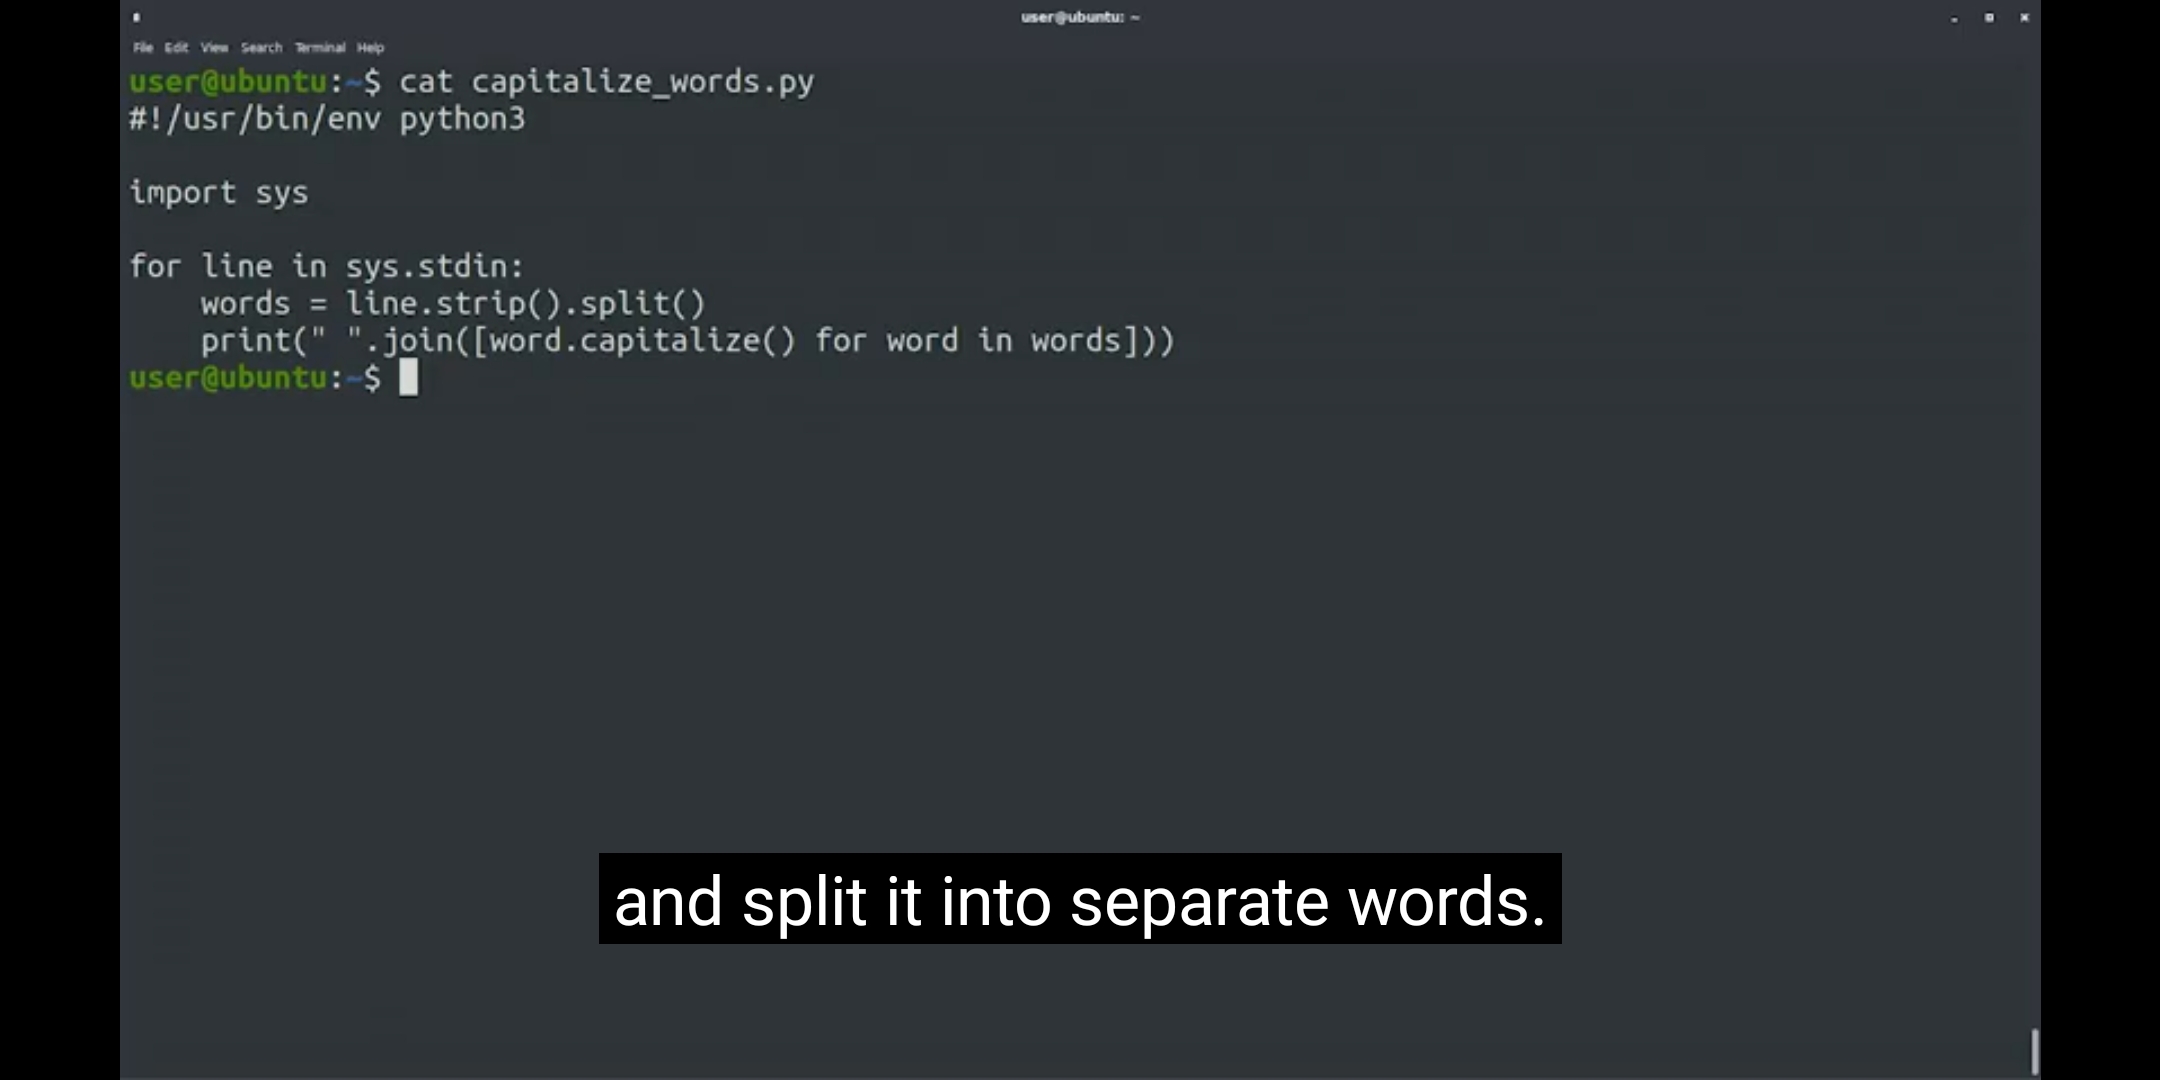 user@ubuntu: ~
File Edit View Search Terminal Help
user@ubuntu:~$ cat capitalize_words.py
#!/usr/bin/env python3
import sys
for line in sys.stdin:
    words = line.strip().split()
    print(" ".join([word.capitalize() for word in words]))
user@ubuntu:~$
and split it into separate words.